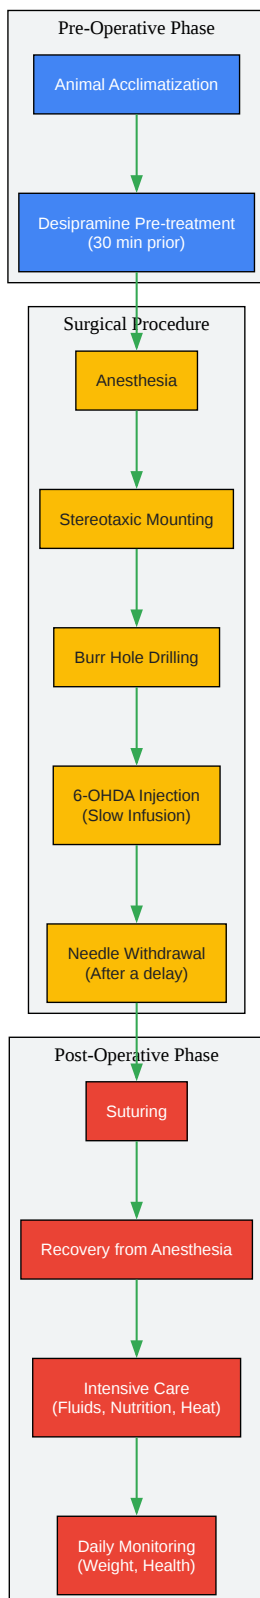 Pre-Operative Phase
Animal Acclimatization
Desipramine Pre-treatment
(30 min prior)
Surgical Procedure
Anesthesia
Stereotaxic Mounting
Burr Hole Drilling
6-OHDA Injection
(Slow Infusion)
Needle Withdrawal
(After a delay)
Post-Operative Phase
Suturing
Recovery from Anesthesia
Intensive Care
(Fluids, Nutrition, Heat)
Daily Monitoring
(Weight, Health)